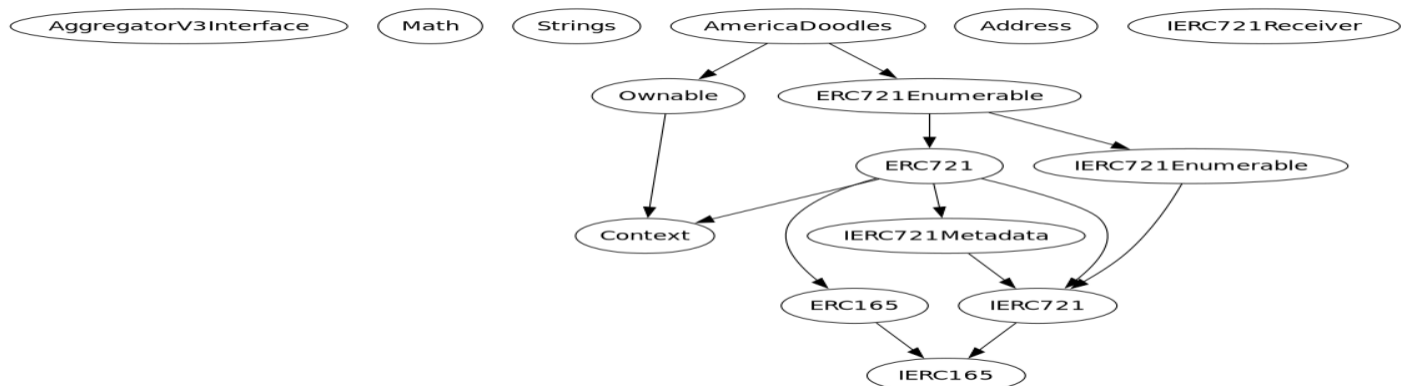 AggregatorV3Interface Math Strings AmericaDoodles Address IERC721Receiver
Ownable ERC721Enumerable
ERC721 IERC721Enumerable
Context IERC721Metadata
ERC165 IERC721
IERC165